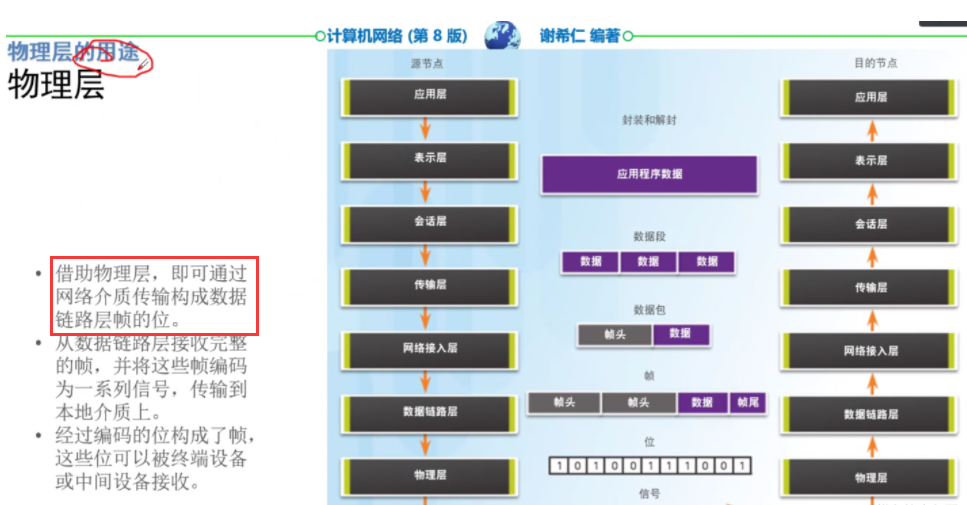 计算机网络 (第 8 版)
谢希仁 编著
物理层的用途
物理层
• 借助物理层，即可通过
网络介质传输构成数据
链路层帧的位。
• 从数据链路层接收完整
的帧，并将这些帧编码
为一系列信号，传输到
本地介质上。
• 经过编码的位构成了帧，
这些位可以被终端设备
或中间设备接收。
源节点
应用层
表示层
会话层
传输层
网络接入层
数据链路层
物理层
封装和解封
应用程序数据
数据段
数据 数据 数据
数据包
帧头 数据
帧
帧头 帧头 数据 帧尾
位
1 0 1 0 0 1 1 1 0 0 1
信号
目的节点
应用层
表示层
会话层
传输层
网络接入层
数据链路层
物理层